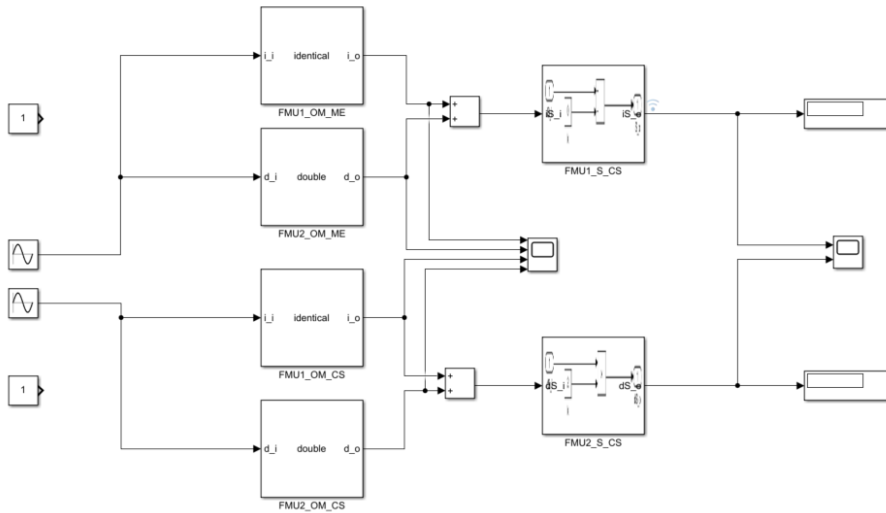 i_i identical i_o
FMU1_OM_ME
1
+
+
iS_i iS_o
FMU1_S_CS
d_i double d_o
FMU2_OM_ME
i_i identical i_o
FMU1_OM_CS
+
+
dS_i dS_o
FMU2_S_CS
1
d_i double d_o
FMU2_OM_CS